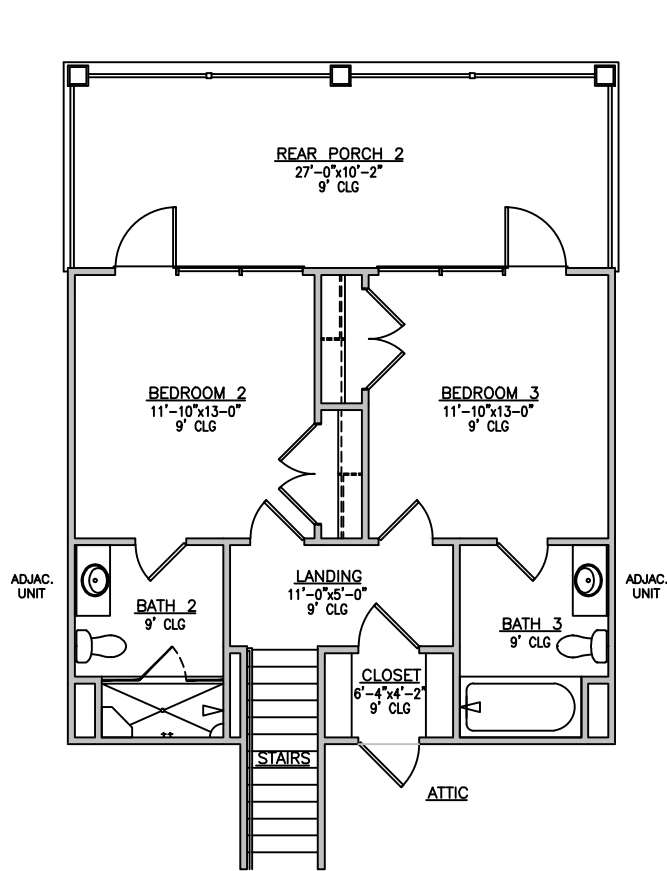 REAR PORCH 2
27'-0"x10'-2"
9' CLG
BEDROOM 2
11'-10"x13'-0"
9' CLG
BEDROOM 3
11'-10"x13'-0"
9' CLG
ADJAC.
UNIT
BATH 2
9' CLG
LANDING
11'-0"x5'-0"
9' CLG
BATH 3
9' CLG
ADJAC.
UNIT
CLOSET
6'-4"x4'-2"
9' CLG
STAIRS
ATTIC